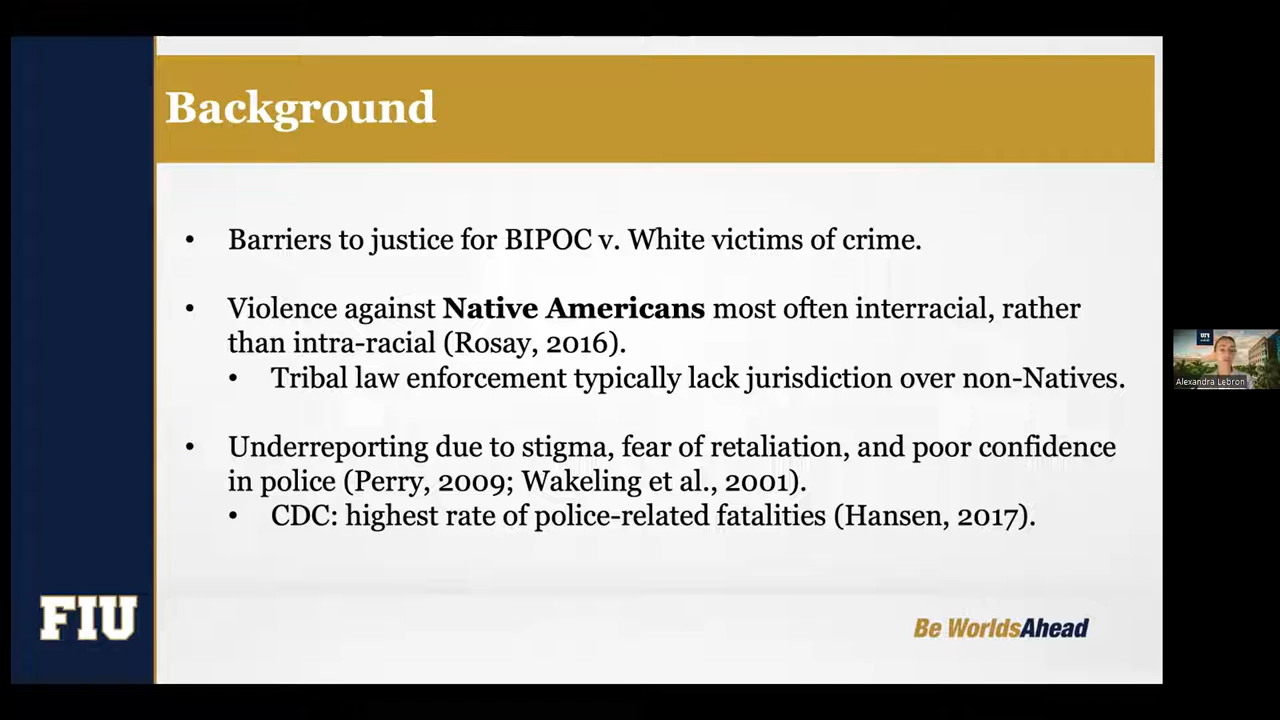 Background
• Barriers to justice for BIPOC v. White victims of crime.
• Violence against Native Americans most often interracial, rather
than intra-racial (Rosay, 2016).
• Tribal law enforcement typically lack jurisdiction over non-Natives.
• Underreporting due to stigma, fear of retaliation, and poor confidence
in police (Perry, 2009; Wakeling et al., 2001).
• CDC: highest rate of police-related fatalities (Hansen, 2017).
FIU
Be WorldsAhead
FIU
Alexandra Lebron